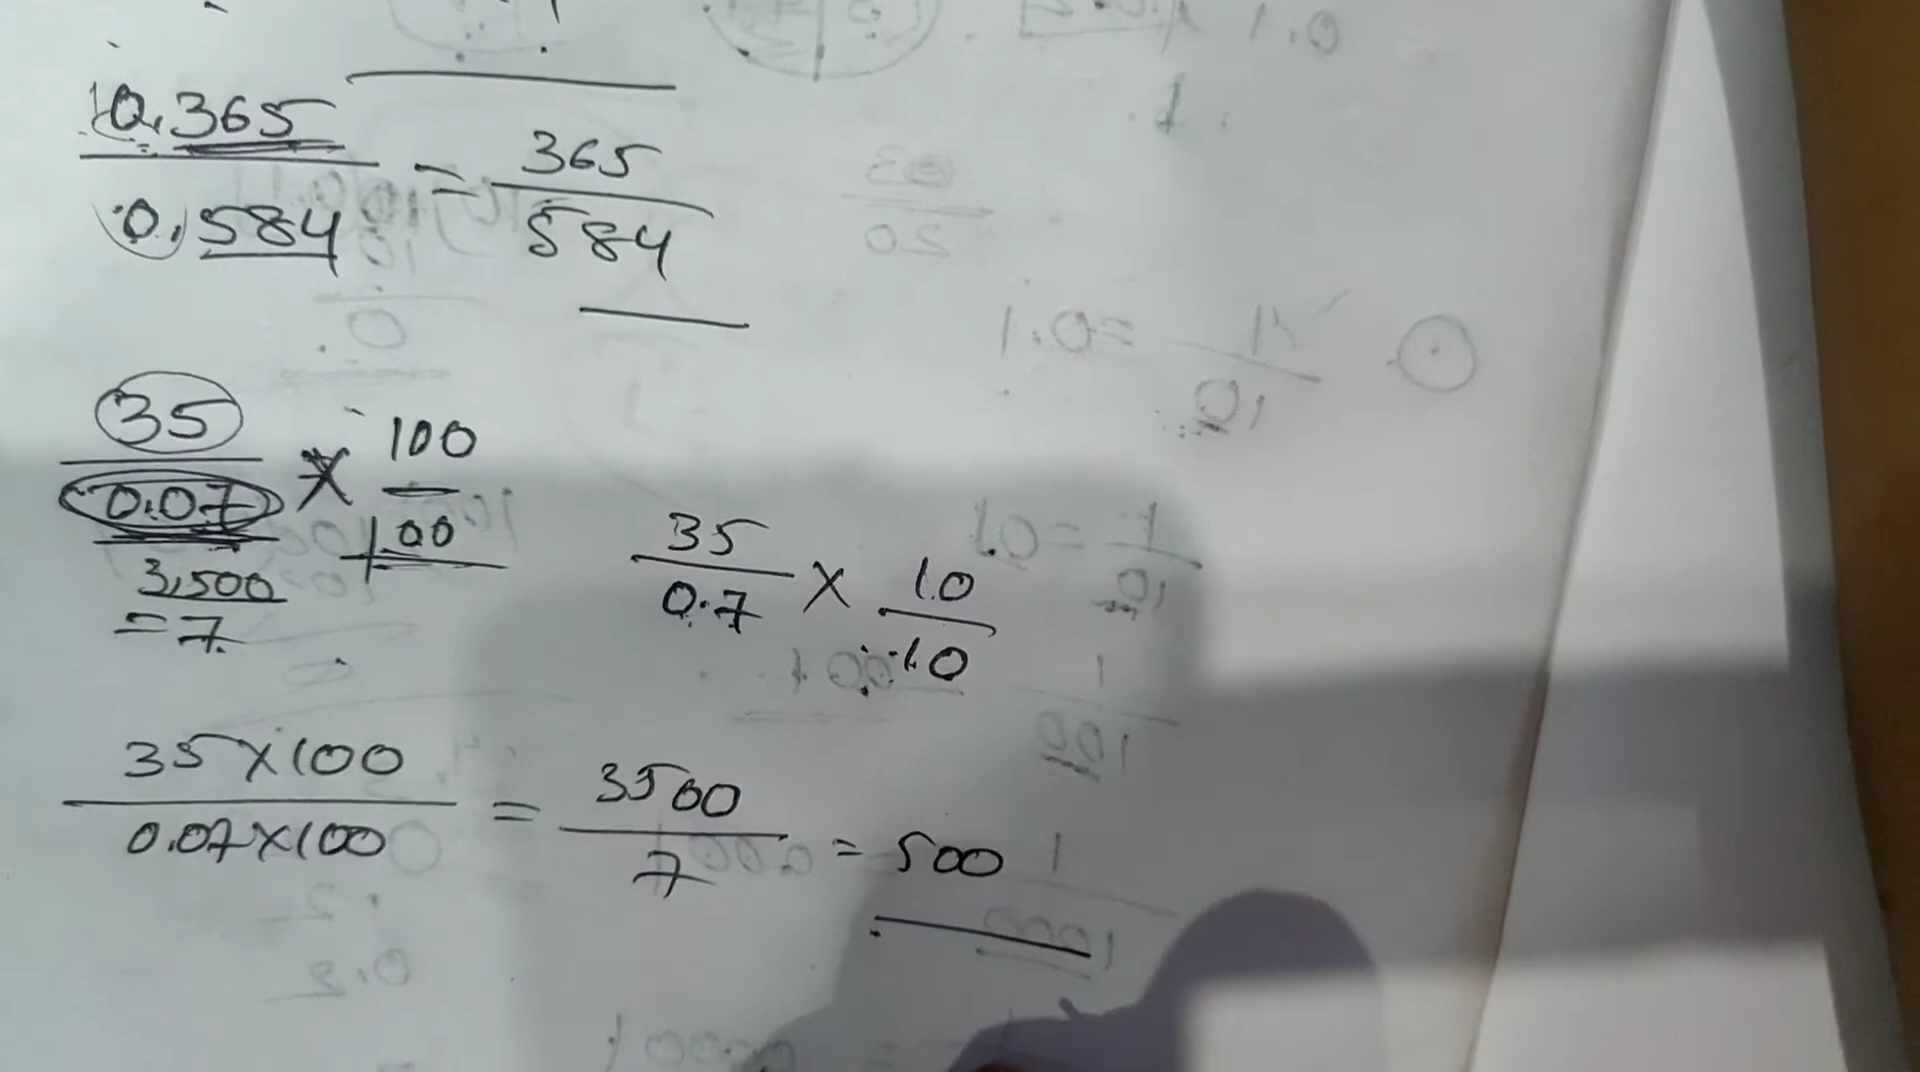 0.365/0.584 = 365/584
35/0.07 × 100/100
= 3,500/7
35/0.7 × 10/10
35×100/0.07×100 = 3500/7 = 500